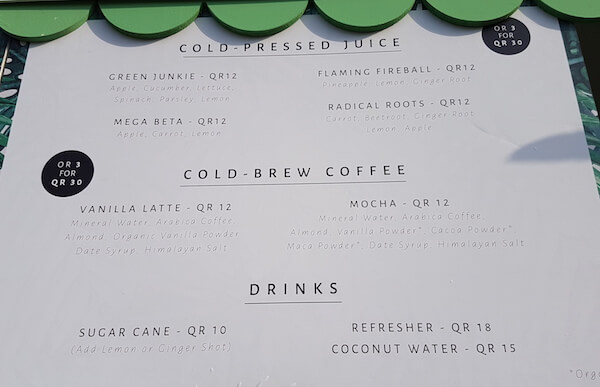 COLD-PRESSED JUICE
OR 3
FOR
QR 30
GREEN JUNKIE - QR12
Apple, Cucumber, Lettuce
Spinach, Parsley, Lemon
FLAMING FIREBALL - QR12
Pineapple, Lemon, Ginger Root
MEGA BETA - QR12
Apple, Carrot, Lemon
RADICAL ROOTS - QR12
Carrot, Beetroot, Ginger Root
Lemon, Apple
OR 3
FOR
QR 30
COLD-BREW COFFEE
VANILLA LATTE - QR 12
Mineral Water, Arabica Coffee,
Almond, Organic Vanilla Powder
Date Syrup, Himalayan Salt
MOCHA - QR 12
Mineral Water, Arabica Coffee,
Almond, Vanilla Powder*, Cacoa Powder*,
Maca Powder*, Date Syrup, Himalayan Salt
DRINKS
SUGAR CANE - QR 10
(Add Lemon or Ginger Shot)
REFRESHER - QR 18
COCONUT WATER - QR 15